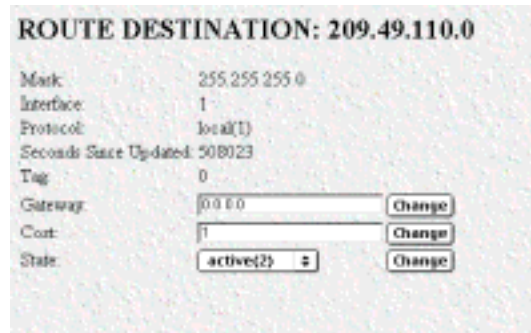 ROUTE DESTINATION: 209.49.110.0
Mask: 255.255.255.0
Interface: 1
Protocol: local(1)
Seconds Since Updated: 508023
Tag: 0
Gateway: 0.0.0.0 Change
Cost: 1 Change
State: active(2) Change